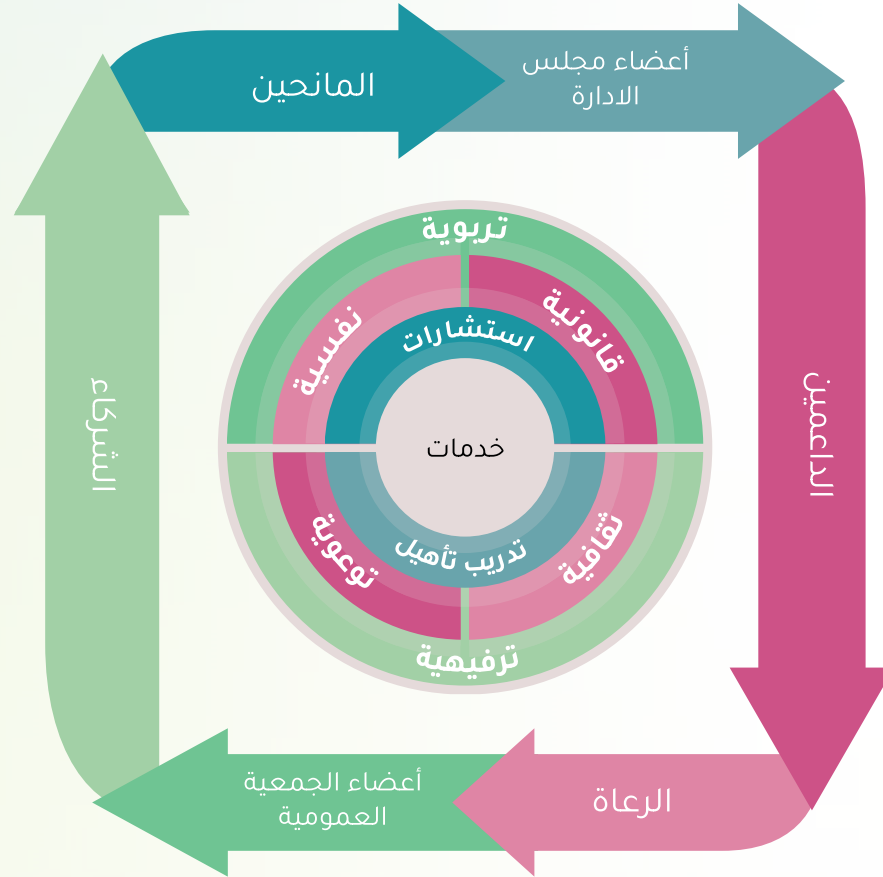 المانحين
أعضاء مجلس
الادارة
الداعمين
الرعاة
أعضاء الجمعية
العمومية
الشركاء
تربوية
قانونية
نفسية
استشارات
خدمات
تدريب تأهيل
ثقافية
توعوية
ترفيهية